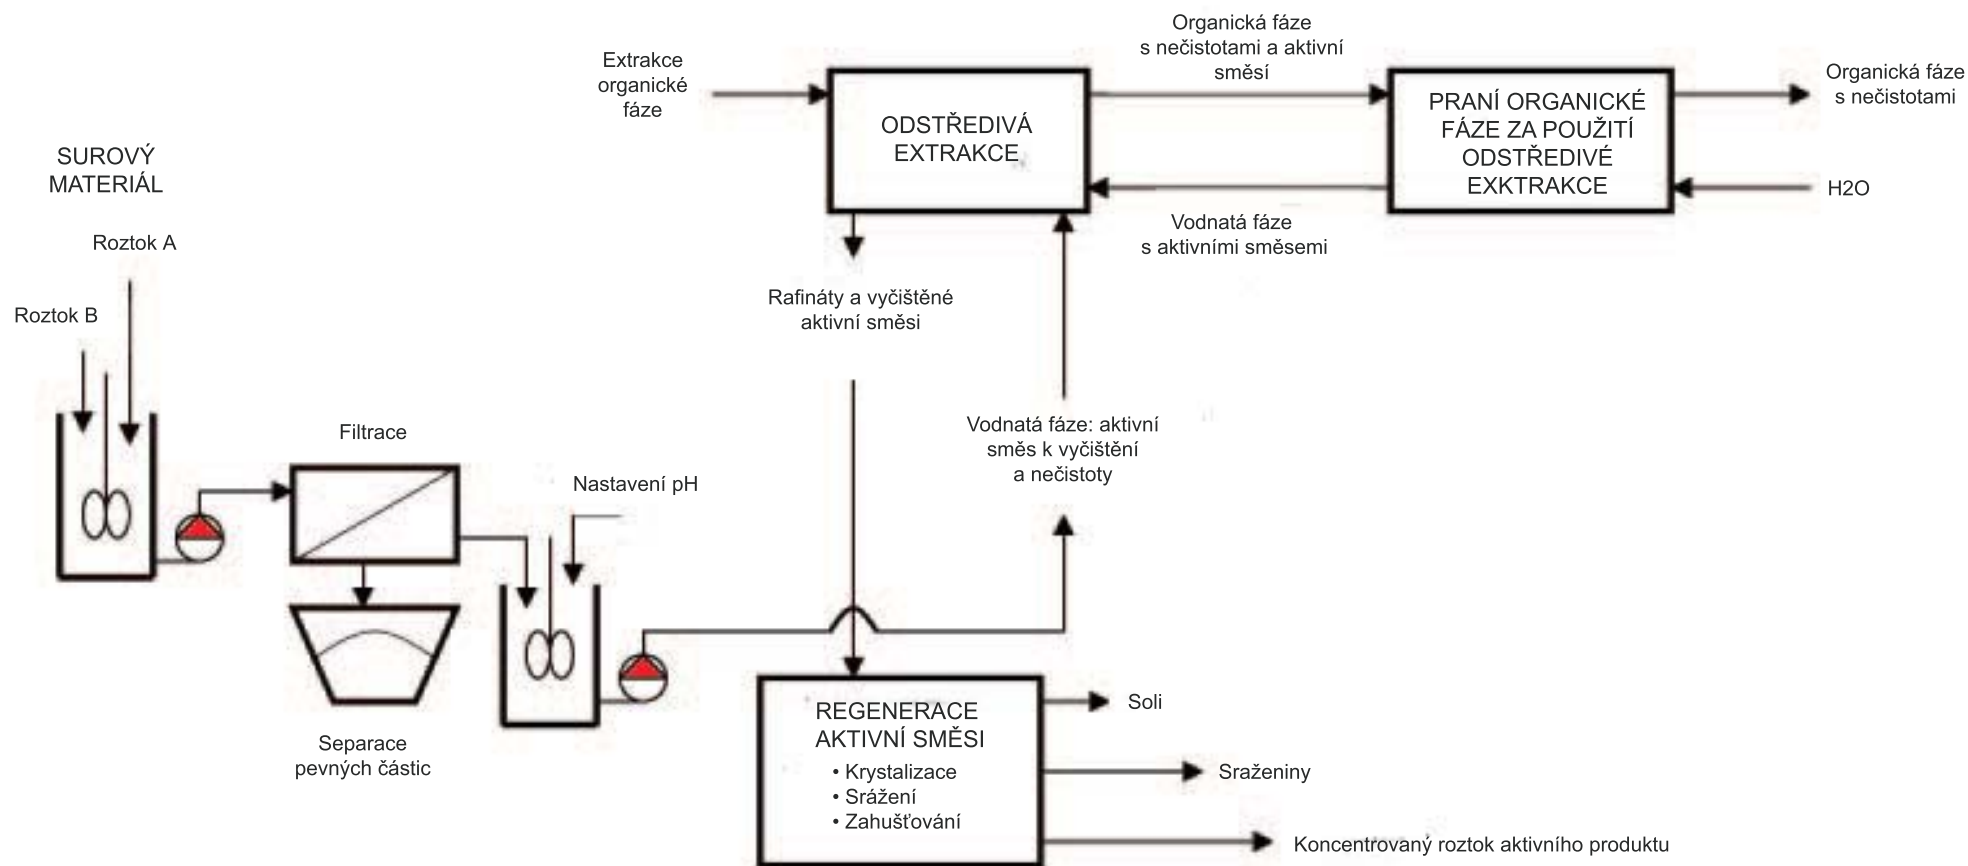 Organická fáze
s nečistotami a aktivní
směsí
Extrakce
organické
fáze
Organická fáze
s nečistotami
ODSTŘEDIVÁ
EXTRAKCE
PRANÍ ORGANICKÉ
FÁZE ZA POUŽITÍ
ODSTŘEDIVÉ
EXKTRAKCE
H2O
Vodnatá fáze
s aktivními směsemi
SUROVÝ
MATERIÁL
Roztok A
Roztok B
Rafináty a vyčištěné
aktivní směsi
Filtrace
Nastavení pH
Vodnatá fáze: aktivní
směs k vyčištění
a nečistoty
Separace
pevných částic
REGENERACE
AKTIVNÍ SMĚSI
• Krystalizace
• Srážení
• Zahušťování
Soli
Sraženiny
Koncentrovaný roztok aktivního produktu